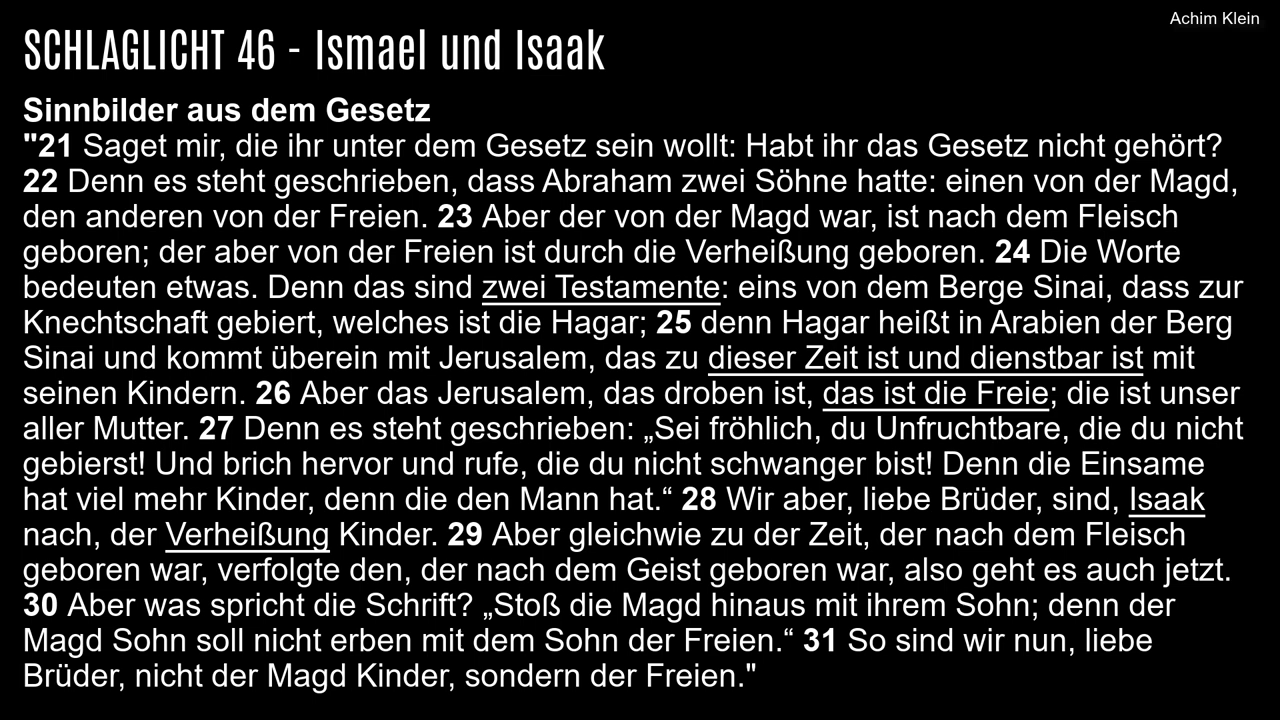 Achim Klein
SCHLAGLICHT 46 - Ismael und Isaak
Sinnbilder aus dem Gesetz
"21 Saget mir, die ihr unter dem Gesetz sein wollt: Habt ihr das Gesetz nicht gehört?
22 Denn es steht geschrieben, dass Abraham zwei Söhne hatte: einen von der Magd,
den anderen von der Freien. 23 Aber der von der Magd war, ist nach dem Fleisch
geboren; der aber von der Freien ist durch die Verheißung geboren. 24 Die Worte
bedeuten etwas. Denn das sind zwei Testamente: eins von dem Berge Sinai, dass zur
Knechtschaft gebiert, welches ist die Hagar; 25 denn Hagar heißt in Arabien der Berg
Sinai und kommt überein mit Jerusalem, das zu dieser Zeit ist und dienstbar ist mit
seinen Kindern. 26 Aber das Jerusalem, das droben ist, das ist die Freie; die ist unser
aller Mutter. 27 Denn es steht geschrieben: „Sei fröhlich, du Unfruchtbare, die du nicht
gebierst! Und brich hervor und rufe, die du nicht schwanger bist! Denn die Einsame
hat viel mehr Kinder, denn die den Mann hat.“ 28 Wir aber, liebe Brüder, sind, Isaak
nach, der Verheißung Kinder. 29 Aber gleichwie zu der Zeit, der nach dem Fleisch
geboren war, verfolgte den, der nach dem Geist geboren war, also geht es auch jetzt.
30 Aber was spricht die Schrift? „Stoß die Magd hinaus mit ihrem Sohn; denn der
Magd Sohn soll nicht erben mit dem Sohn der Freien.“ 31 So sind wir nun, liebe
Brüder, nicht der Magd Kinder, sondern der Freien."